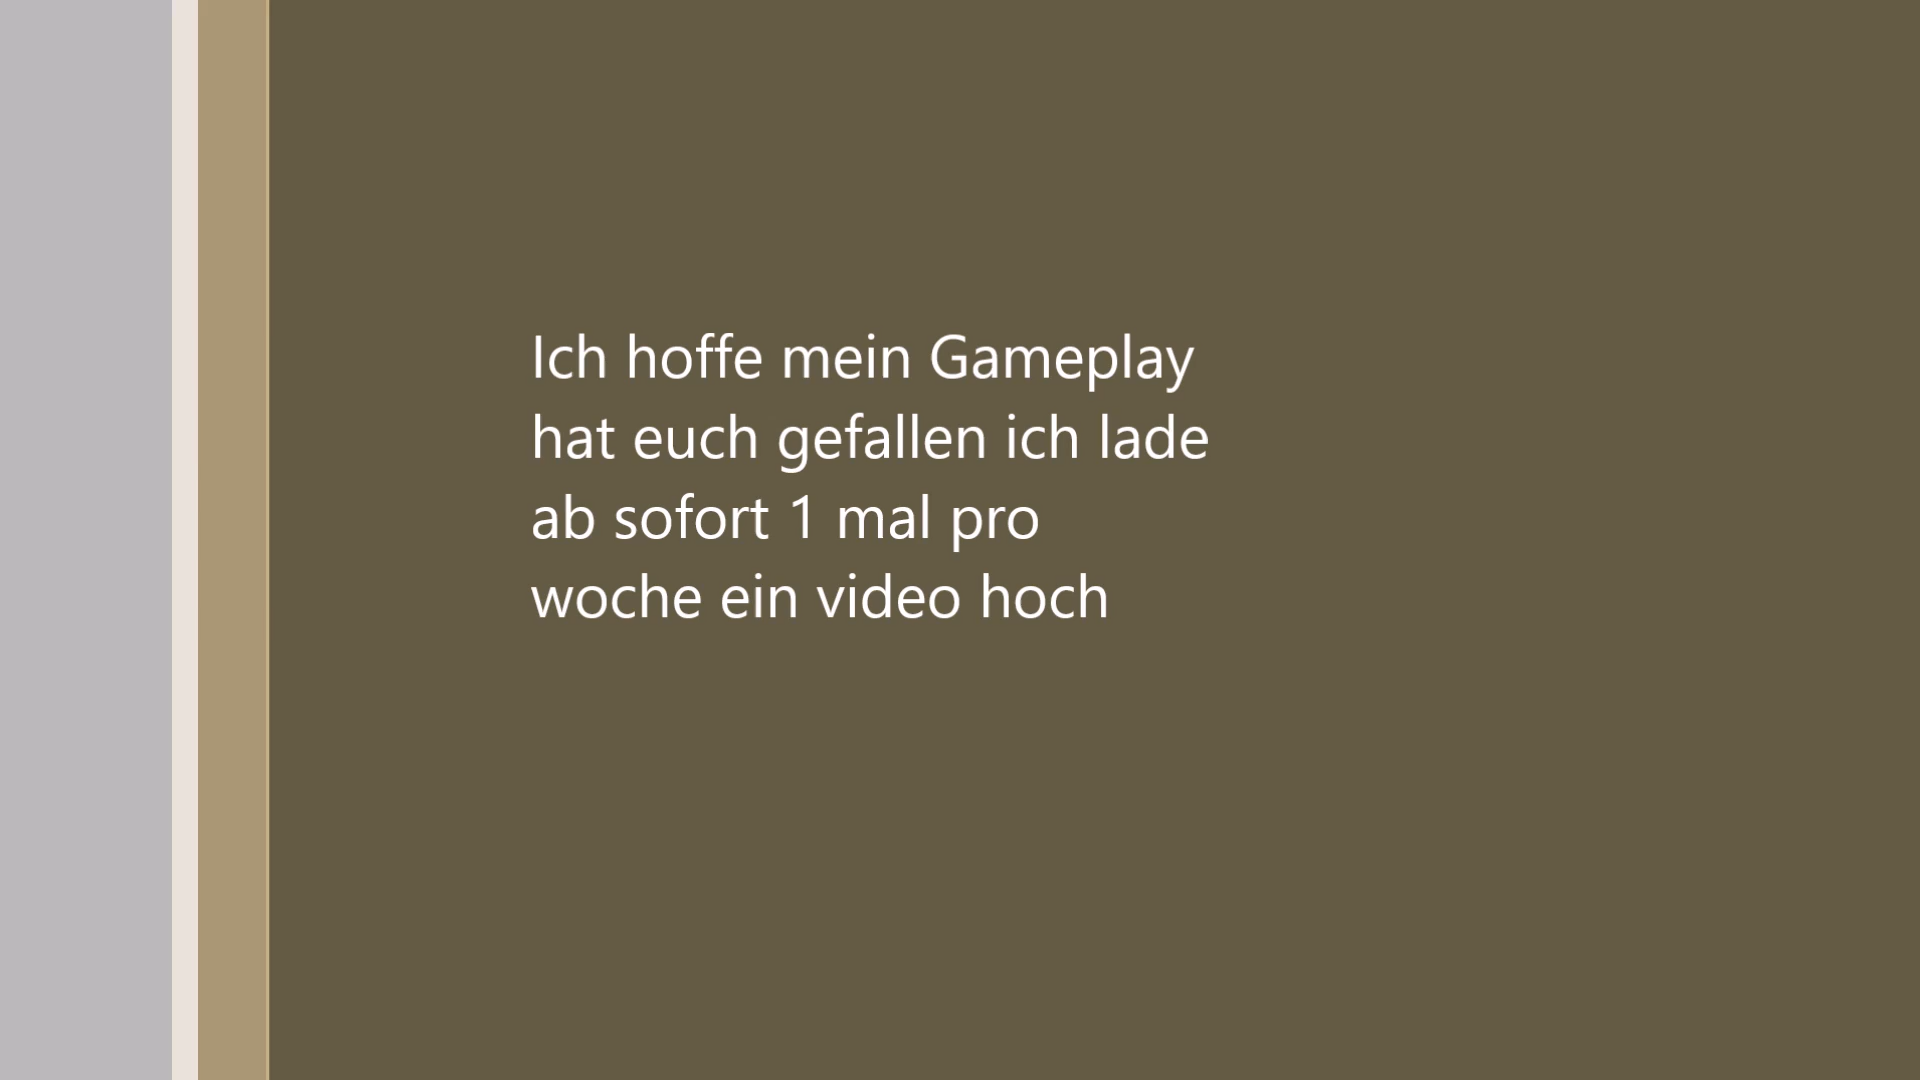 Ich hoffe mein Gameplay
hat euch gefallen ich lade
ab sofort 1 mal pro
woche ein video hoch